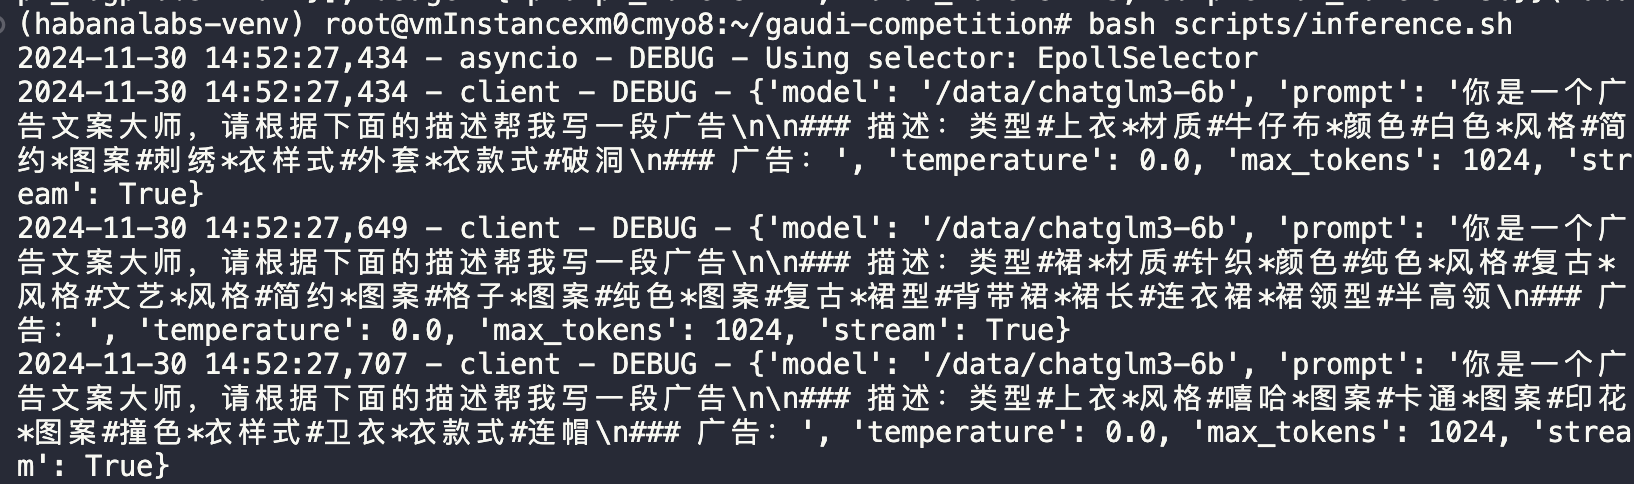 (habanalabs-venv) root@vmInstancexm0cmyo8:~/gaudi-competition# bash scripts/inference.sh
2024-11-30 14:52:27,434 - asyncio - DEBUG - Using selector: EpollSelector
2024-11-30 14:52:27,434 - client - DEBUG - {'model': '/data/chatglm3-6b', 'prompt': '你是一个广
告文案大师，请根据下面的描述帮我写一段广告\n\n### 描述：类型#上衣*材质#牛仔布*颜色#白色*风格#简
约*图案#刺绣*衣样式#外套*衣款式#破洞\n### 广告：', 'temperature': 0.0, 'max_tokens': 1024, 'str
eam': True}
2024-11-30 14:52:27,649 - client - DEBUG - {'model': '/data/chatglm3-6b', 'prompt': '你是一个广
告文案大师，请根据下面的描述帮我写一段广告\n\n### 描述：类型#裙*材质#针织*颜色#纯色*风格#复古*
风格#文艺*风格#简约*图案#格子*图案#纯色*图案#复古*裙型#背带裙*裙长#连衣裙*裙领型#半高领\n### 广
告：', 'temperature': 0.0, 'max_tokens': 1024, 'stream': True}
2024-11-30 14:52:27,707 - client - DEBUG - {'model': '/data/chatglm3-6b', 'prompt': '你是一个广
告文案大师，请根据下面的描述帮我写一段广告\n\n### 描述：类型#上衣*风格#嘻哈*图案#卡通*图案#印花
*图案#撞色*衣样式#卫衣*衣款式#连帽\n### 广告：', 'temperature': 0.0, 'max_tokens': 1024, 'strea
m': True}